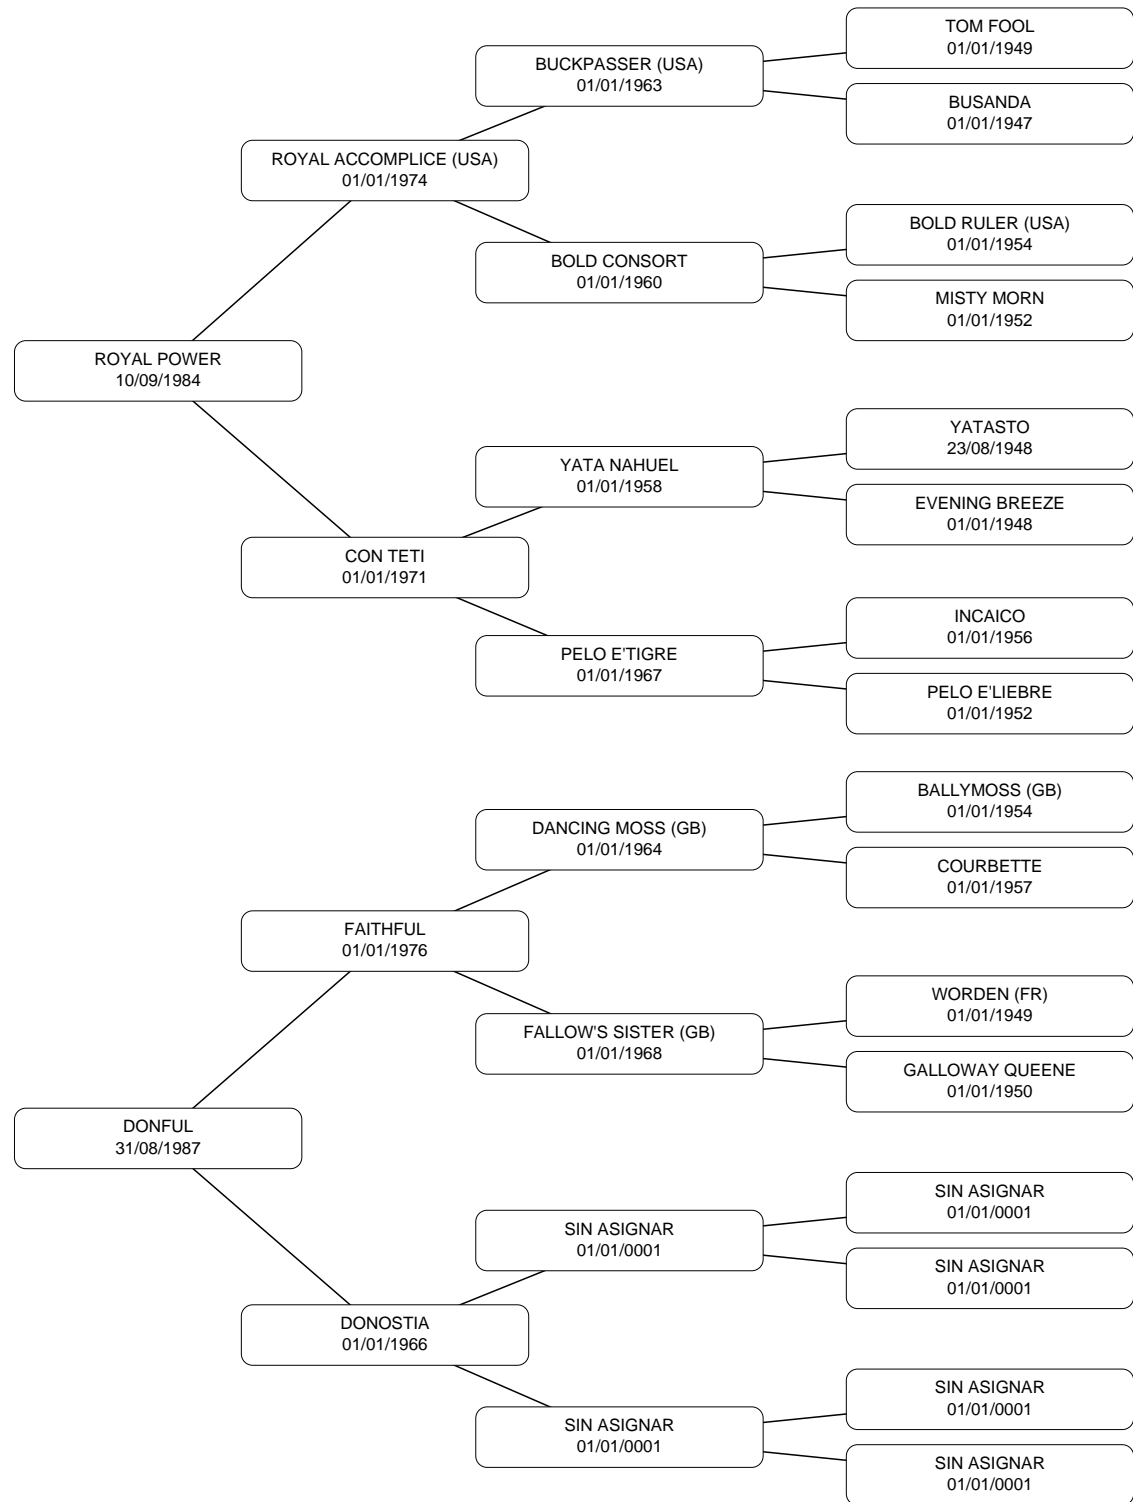 TOM FOOL
01/01/1949
BUCKPASSER (USA)
01/01/1963
BUSANDA
01/01/1947
ROYAL ACCOMPLICE (USA)
01/01/1974
BOLD RULER (USA)
01/01/1954
BOLD CONSORT
01/01/1960
MISTY MORN
01/01/1952
ROYAL POWER
10/09/1984
YATASTO
23/08/1948
YATA NAHUEL
01/01/1958
EVENING BREEZE
01/01/1948
CON TETI
01/01/1971
INCAICO
01/01/1956
PELO E'TIGRE
01/01/1967
PELO E'LIEBRE
01/01/1952
BALLYMOSS (GB)
01/01/1954
DANCING MOSS (GB)
01/01/1964
COURBETTE
01/01/1957
FAITHFUL
01/01/1976
WORDEN (FR)
01/01/1949
FALLOW'S SISTER (GB)
01/01/1968
GALLOWAY QUEENE
01/01/1950
DONFUL
31/08/1987
SIN ASIGNAR
01/01/0001
SIN ASIGNAR
01/01/0001
SIN ASIGNAR
01/01/0001
DONOSTIA
01/01/1966
SIN ASIGNAR
01/01/0001
SIN ASIGNAR
01/01/0001
SIN ASIGNAR
01/01/0001